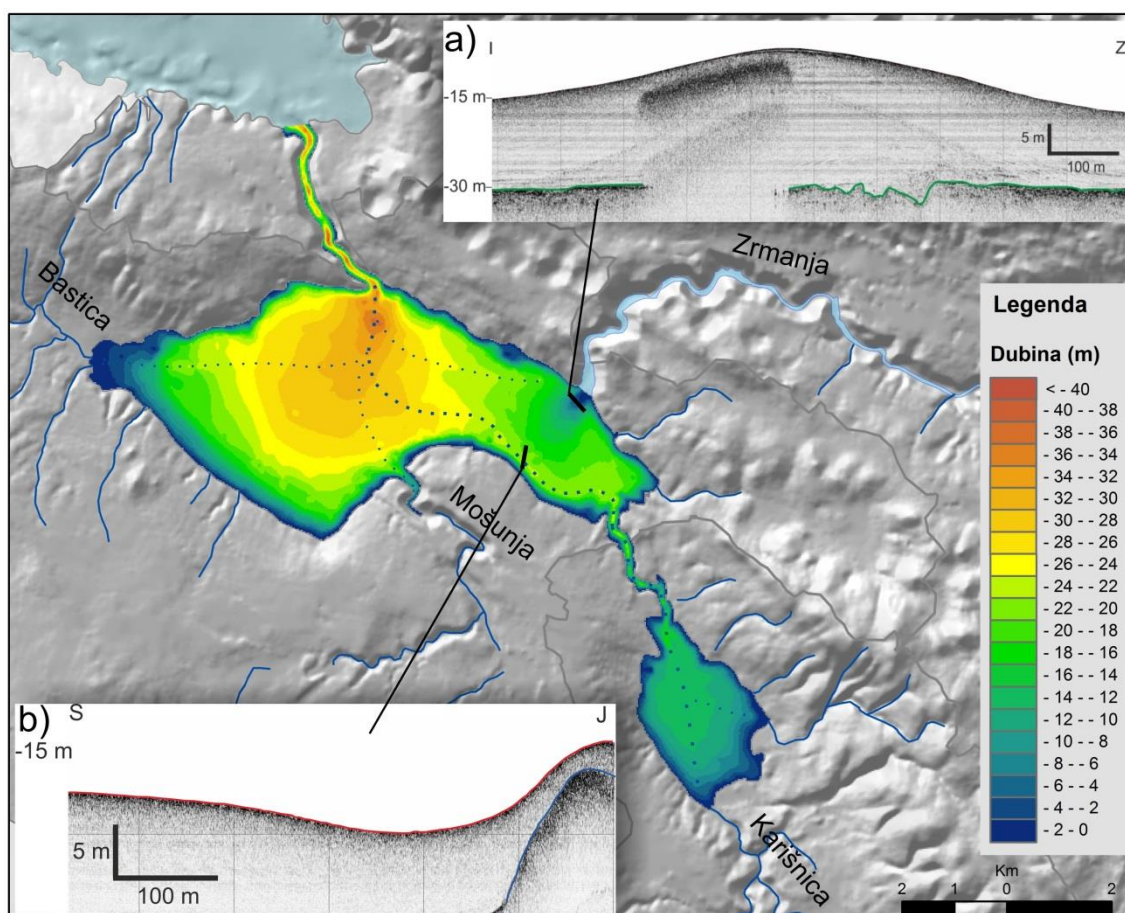 a)
I
Z
-15 m
5 m
100 m
-30 m
Zrmanja
Bastica
Legenda
Dubina (m)
< - 40
- 40 - - 38
- 38 - - 36
- 36 - - 34
- 34 - - 32
- 32 - - 30
- 30 - - 28
- 28 - - 26
- 26 - - 24
- 24 - - 22
- 22 - - 20
- 20 - - 18
- 18 - - 16
- 16 - - 14
- 14 - - 12
- 12 - - 10
- 10 - - 8
- 8 - - 6
- 6 - - 4
- 4 - - 2
- 2 - 0
Mošunja
b)
S
J
-15 m
5 m
100 m
Karišnica
Km
2 1 0 2